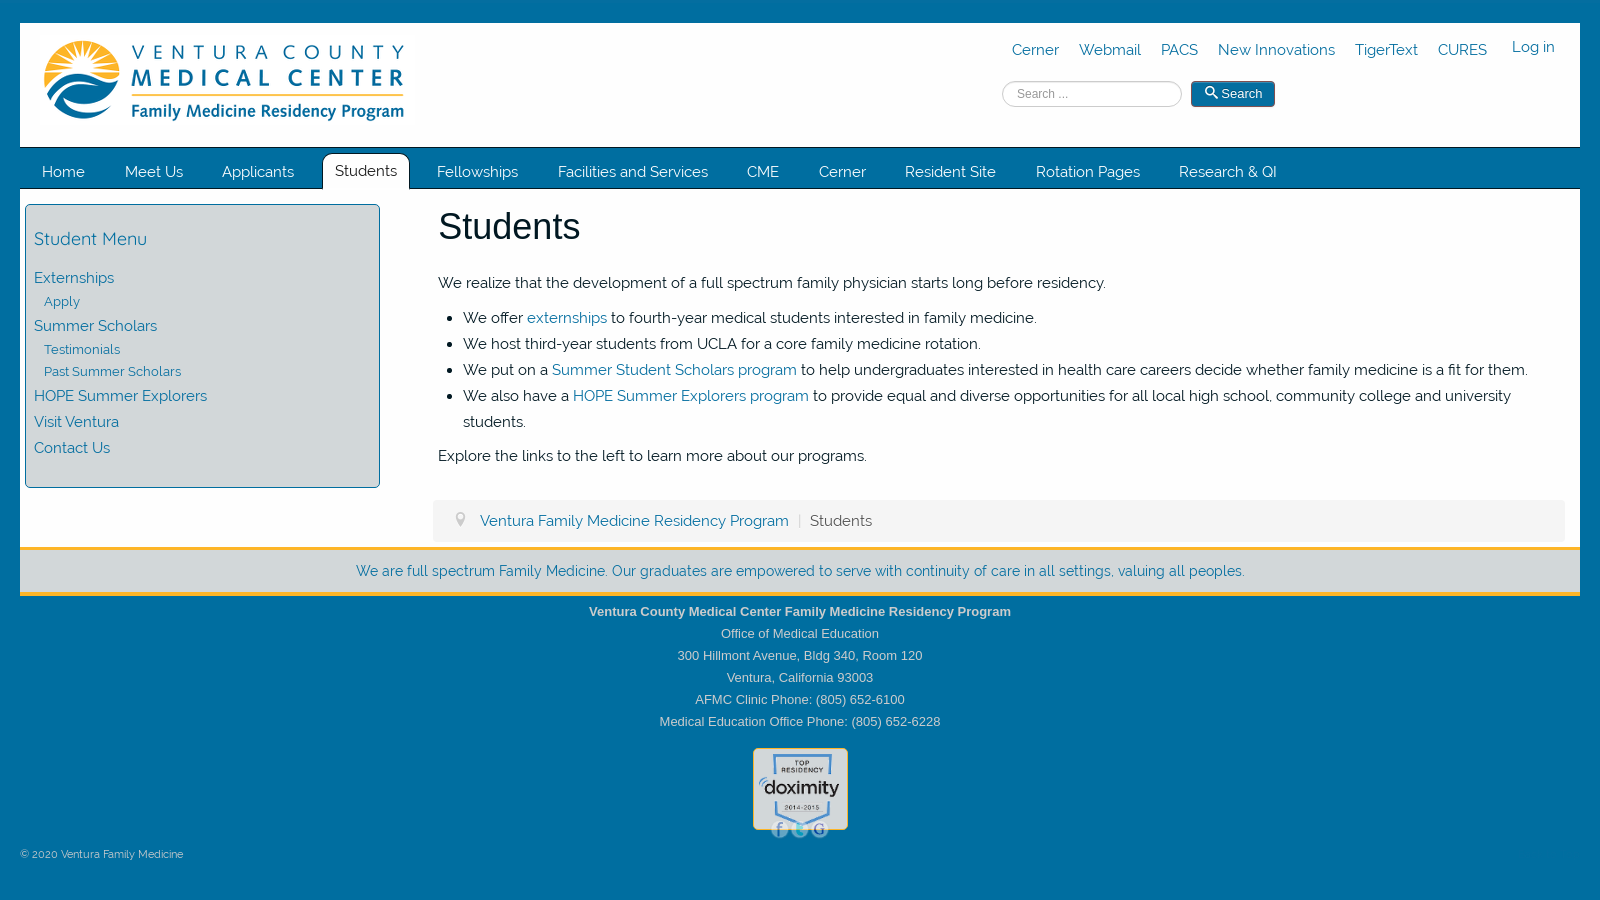 VENTURA COUNTY
MEDICAL CENTER
Family Medicine Residency Program
Cerner Webmail PACS New Innovations TigerText CURES Log in
Search ... Search
Home Meet Us Applicants Students Fellowships Facilities and Services CME Cerner Resident Site Rotation Pages Research & QI
Student Menu
Externships
Apply
Summer Scholars
Testimonials
Past Summer Scholars
HOPE Summer Explorers
Visit Ventura
Contact Us
Students
We realize that the development of a full spectrum family physician starts long before residency.
We offer externships to fourth-year medical students interested in family medicine.
We host third-year students from UCLA for a core family medicine rotation.
We put on a Summer Student Scholars program to help undergraduates interested in health care careers decide whether family medicine is a fit for them.
We also have a HOPE Summer Explorers program to provide equal and diverse opportunities for all local high school, community college and university
students.
Explore the links to the left to learn more about our programs.
Ventura Family Medicine Residency Program | Students
We are full spectrum Family Medicine. Our graduates are empowered to serve with continuity of care in all settings, valuing all peoples.
Ventura County Medical Center Family Medicine Residency Program
Office of Medical Education
300 Hillmont Avenue, Bldg 340, Room 120
Ventura, California 93003
AFMC Clinic Phone: (805) 652-6100
Medical Education Office Phone: (805) 652-6228
TOP
RESIDENCY
doximity
2014-2015
f t G
© 2020 Ventura Family Medicine